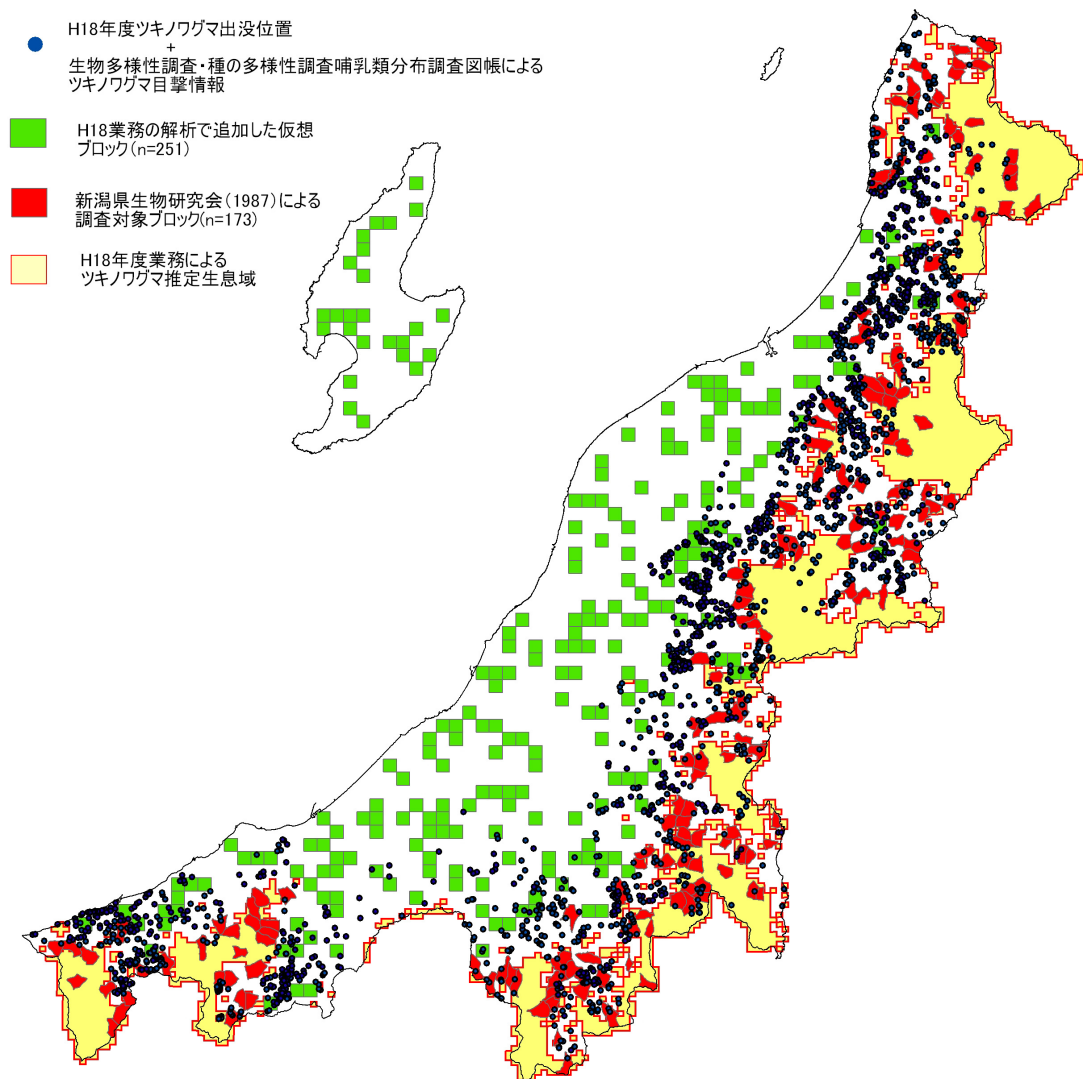 H18年度ツキノワグマ出没位置
+
生物多様性調査・種の多様性調査哺乳類分布調査図帳による
ツキノワグマ目撃情報
H18業務の解析で追加した仮想
ブロック(n=251)
新潟県生物研究会(1987)による
調査対象ブロック(n=173)
H18年度業務による
ツキノワグマ推定生息域